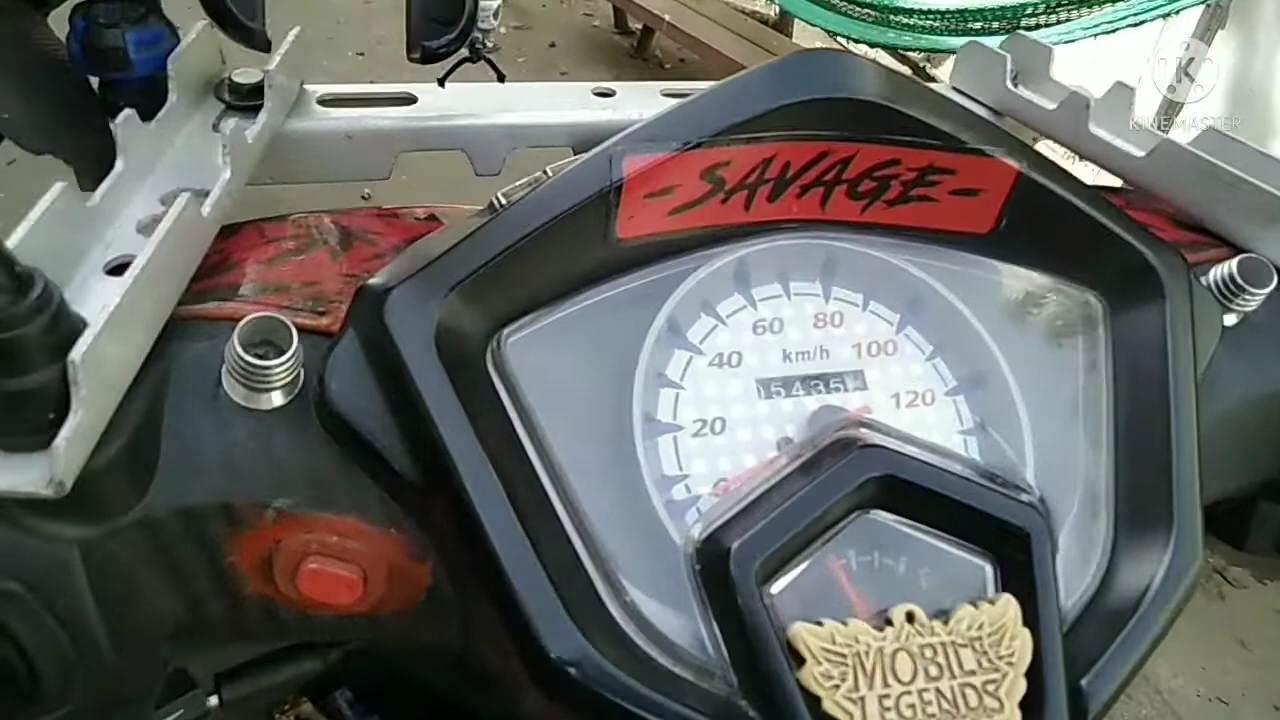 K
KINEMASTER
- SAVAGE -
60 80
40 km/h 100
15435
120
20
F
MOBILE
LEGENDS